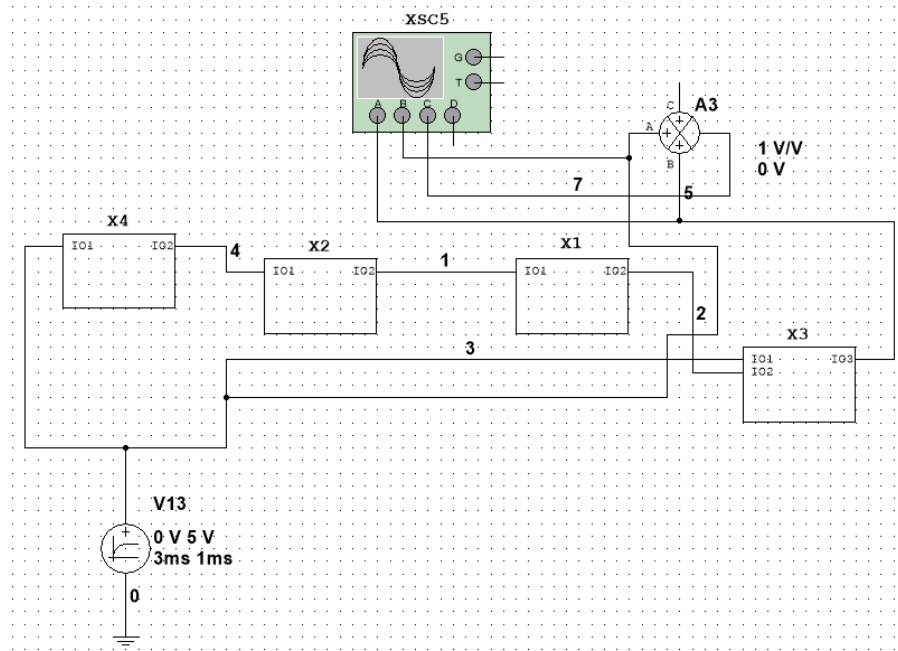 XSC5
G
T
A B C D
C
A3
A
B
1 V/V
0 V
7
5
X4
IO1 IO2
4
X2
IO1 IO2
1
X1
IO1 IO2
2
X3
IO1 IO3
IO2
3
V13
0 V 5 V
3ms 1ms
0